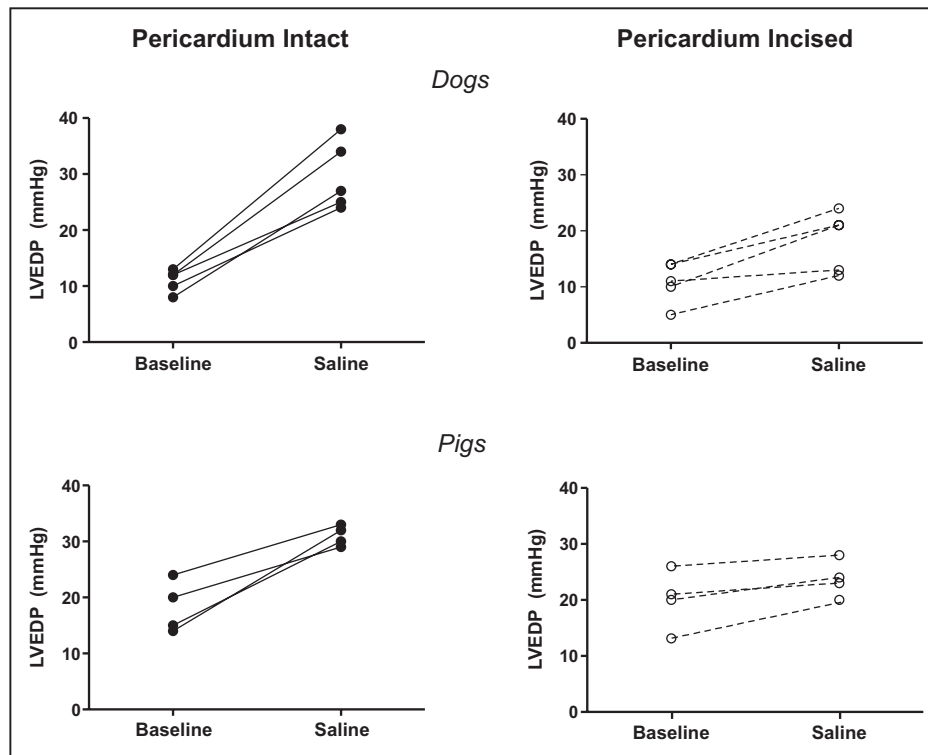 Pericardium Intact
Pericardium Incised
Dogs
40
30
20
10
0
LVEDP (mmHg)
Baseline
Saline
40
30
20
10
0
LVEDP (mmHg)
Baseline
Saline
Pigs
40
30
20
10
0
LVEDP (mmHg)
Baseline
Saline
40
30
20
10
0
LVEDP (mmHg)
Baseline
Saline